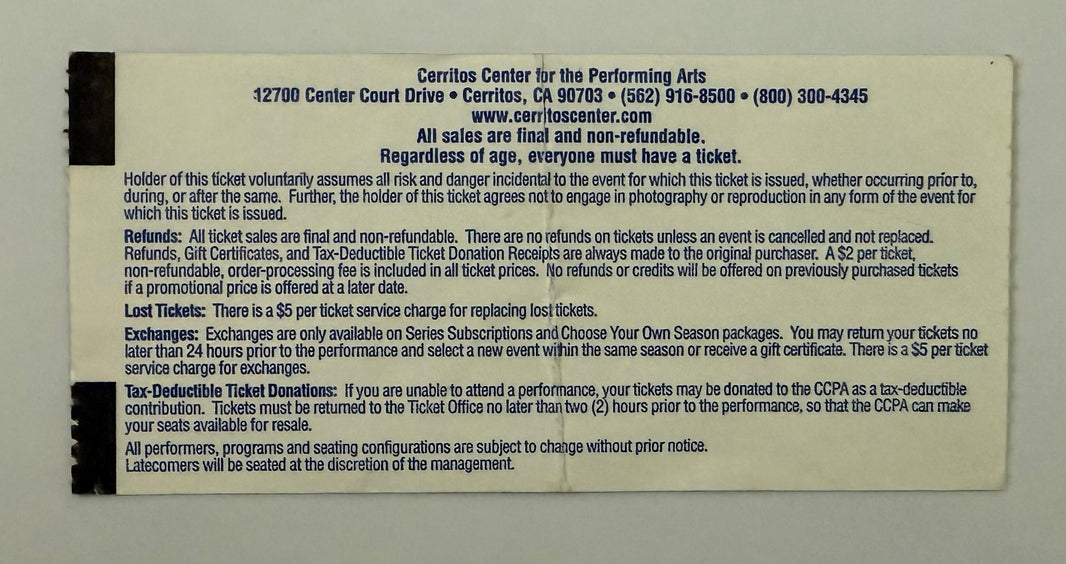 Cerritos Center for the Performing Arts
12700 Center Court Drive • Cerritos, CA 90703 • (562) 916-8500 • (800) 300-4345
www.cerritoscenter.com
All sales are final and non-refundable.
Regardless of age, everyone must have a ticket.
Holder of this ticket voluntarily assumes all risk and danger incidental to the event for which this ticket is issued, whether occurring prior to,
during, or after the same. Further, the holder of this ticket agrees not to engage in photography or reproduction in any form of the event for
which this ticket is issued.
Refunds: All ticket sales are final and non-refundable. There are no refunds on tickets unless an event is cancelled and not replaced.
Refunds, Gift Certificates, and Tax-Deductible Ticket Donation Receipts are always made to the original purchaser. A $2 per ticket,
non-refundable, order-processing fee is included in all ticket prices. No refunds or credits will be offered on previously purchased tickets
if a promotional price is offered at a later date.
Lost Tickets: There is a $5 per ticket service charge for replacing lost tickets.
Exchanges: Exchanges are only available on Series Subscriptions and Choose Your Own Season packages. You may return your tickets no
later than 24 hours prior to the performance and select a new event within the same season or receive a gift certificate. There is a $5 per ticket
service charge for exchanges.
Tax-Deductible Ticket Donations: If you are unable to attend a performance, your tickets may be donated to the CCPA as a tax-deductible
contribution. Tickets must be returned to the Ticket Office no later than two (2) hours prior to the performance, so that the CCPA can make
your seats available for resale.
All performers, programs and seating configurations are subject to change without prior notice.
Latecomers will be seated at the discretion of the management.